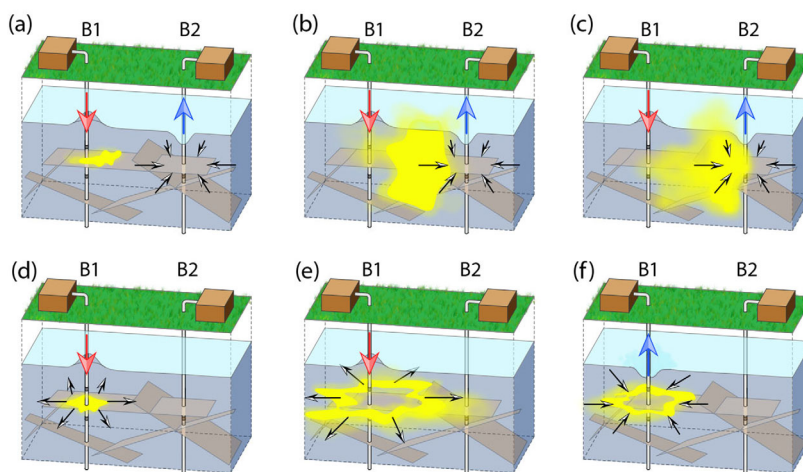 (a) B1 B2
(b) B1 B2
(c) B1 B2
(d) B1 B2
(e) B1 B2
(f) B1 B2